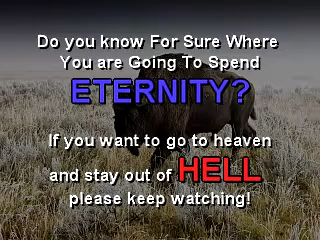 Do you know For Sure Where
You are Going To Spend
ETERNITY?
If you want to go to heaven
and stay out of HELL
please keep watching!